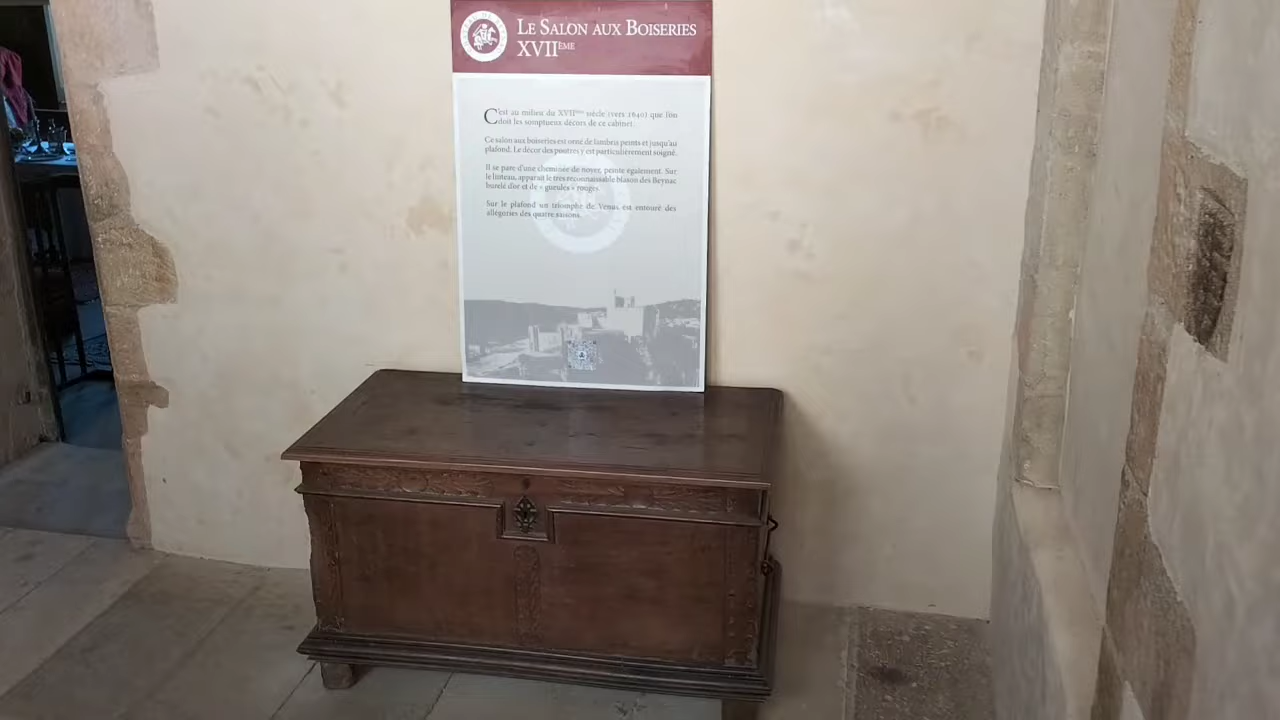 LE SALON AUX BOISERIES
XVIIÈME
C'est au milieu du XVIIème siècle (vers 1640) que l'on
doit les somptueux décors de ce cabinet.
Ce salon aux boiseries est orné de lambris peints et jusqu'au
plafond. Le décor des poutres y est particulièrement soigné.
Il se pare d'une cheminée de noyer, peinte également. Sur
le linteau, apparaît le très reconnaissable blason des Beynac
burelé d'or et de « gueules » rouges.
Sur le plafond un triomphe de Venus, est entouré des
allégories des quatre saisons.